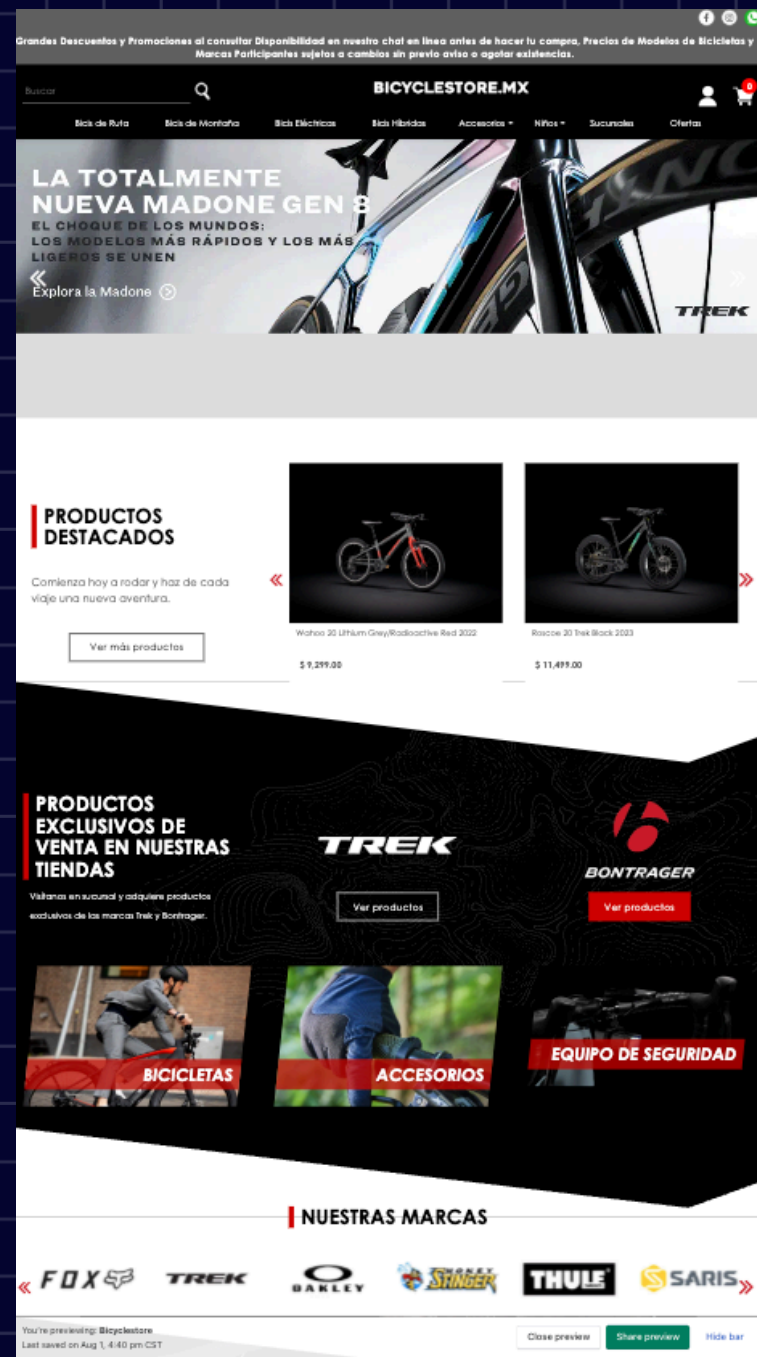 Grandes Descuentos y Promociones al consultar Disponibilidad en nuestro chat en linea antes de hacer tu compra, Precios de Modelos de Bicicletas y
Marcas Participantes sujetos a cambios sin previo aviso o agotar existencias.
Buscar
BICYCLESTORE.MX
0
Bicis de Ruta
Bicis de Montaña
Bicis Eléctricas
Bicis Híbridas
Accesorios
Niños
Sucursales
Ofertas
LA TOTALMENTE
NUEVA MADONE GEN 8
EL CHOQUE DE LOS MUNDOS:
LOS MODELOS MÁS RÁPIDOS Y LOS MÁS
LIGEROS SE UNEN
Explora la Madone
TREK
PRODUCTOS
DESTACADOS
Comienza hoy a rodar y haz de cada
viaje una nueva aventura.
Ver más productos
Wahoo 20 Lithium Grey/Radioactive Red 2022
$ 9,299.00
Roscoe 20 Trek Black 2023
$ 11,499.00
PRODUCTOS
EXCLUSIVOS DE
VENTA EN NUESTRAS
TIENDAS
Visítanos en sucursal y adquiere productos
exclusivos de las marcas Trek y Bontrager.
TREK
Ver productos
BONTRAGER
Ver productos
BICICLETAS
ACCESORIOS
EQUIPO DE SEGURIDAD
NUESTRAS MARCAS
FOX
TREK
OAKLEY
HONEY
STINGER
THULE
SARIS
You're previewing: Bicyclestore
Last saved on Aug 1, 4:40 pm CST
Close preview
Share preview
Hide bar